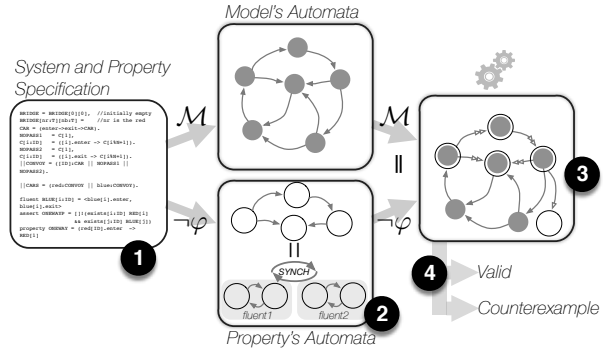 Model's Automata
System and Property
Specification
BRIDGE = BRIDGE[0][0], //initially empty
BRIDGE[nr:T][nb:T] = //nr is the red
CAR = (enter->exit->CAR).
NOPASS1 = C[1],
C[i:ID] = ([i].enter -> C[i%N+1]).
NOPASS2 = C[1],
C[i:ID] = ([i].exit -> C[i%N+1]).
||CONVOY = ([ID]:CAR || NOPASS1 ||
NOPASS2).
||CARS = (red:CONVOY || blue:CONVOY).
fluent BLUE[i:ID] = <blue[i].enter,
blue[i].exit>
assert ONEWAYF = []!(exists[i:ID] RED[i]
&& exists[j:ID] BLUE[j])
property ONEWAY = (red[ID].enter ->
RED[1]
1
M
¬φ
SYNCH
fluent1
fluent2
2
Property's Automata
M
||
¬φ
3
4
Valid
Counterexample